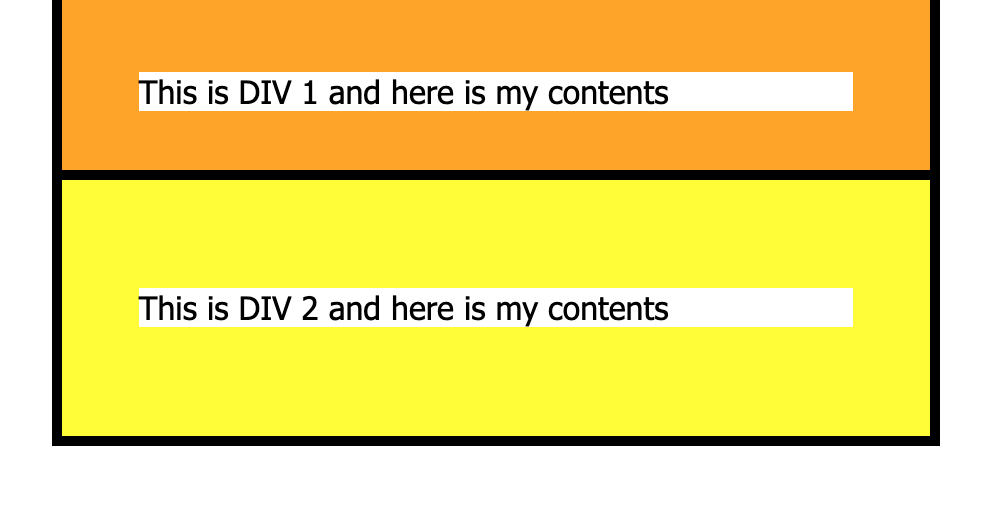 This is DIV 1 and here is my contents
This is DIV 2 and here is my contents